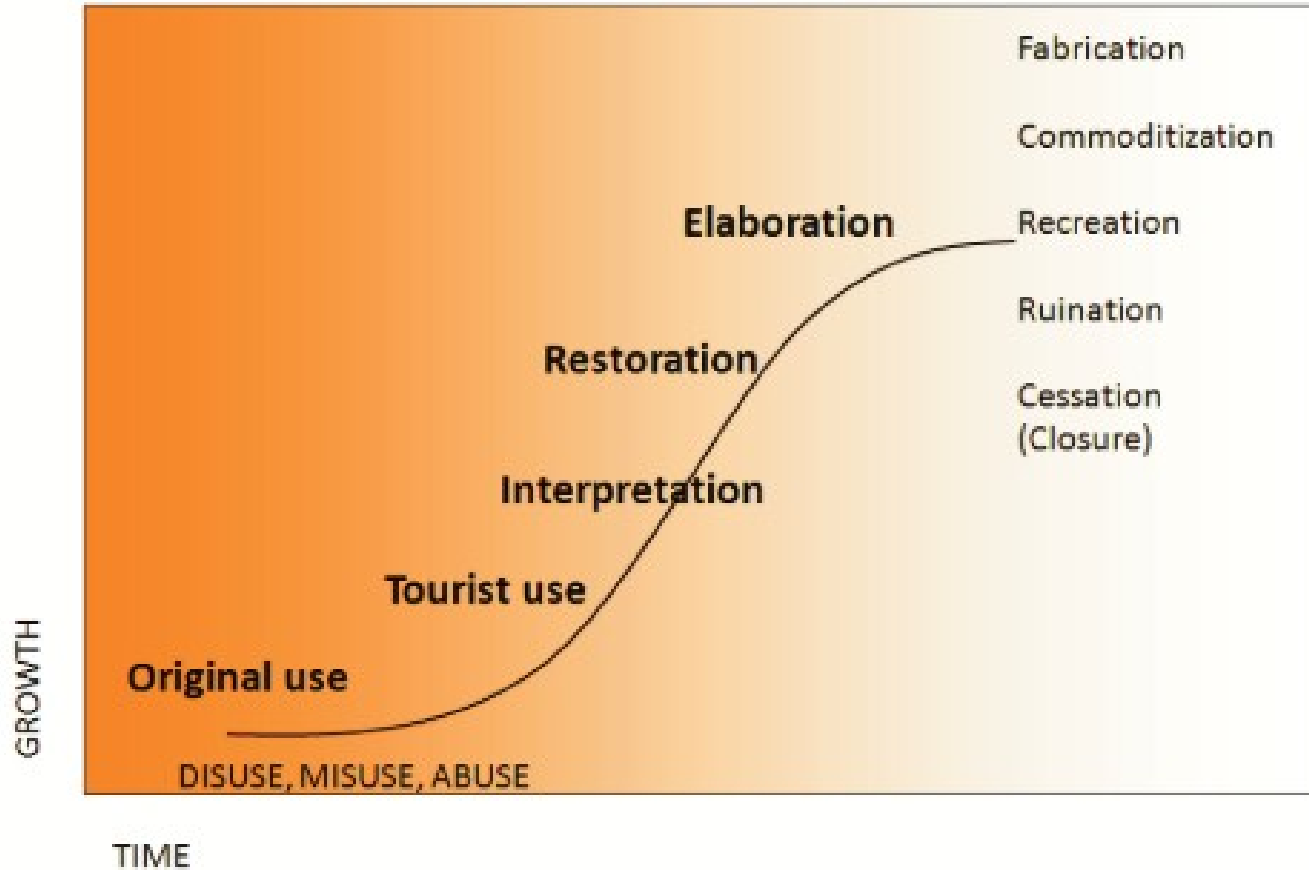 Fabrication
Commoditization
Elaboration
Recreation
Ruination
Restoration
Cessation
(Closure)
Interpretation
Tourist use
Original use
DISUSE, MISUSE, ABUSE
GROWTH
TIME